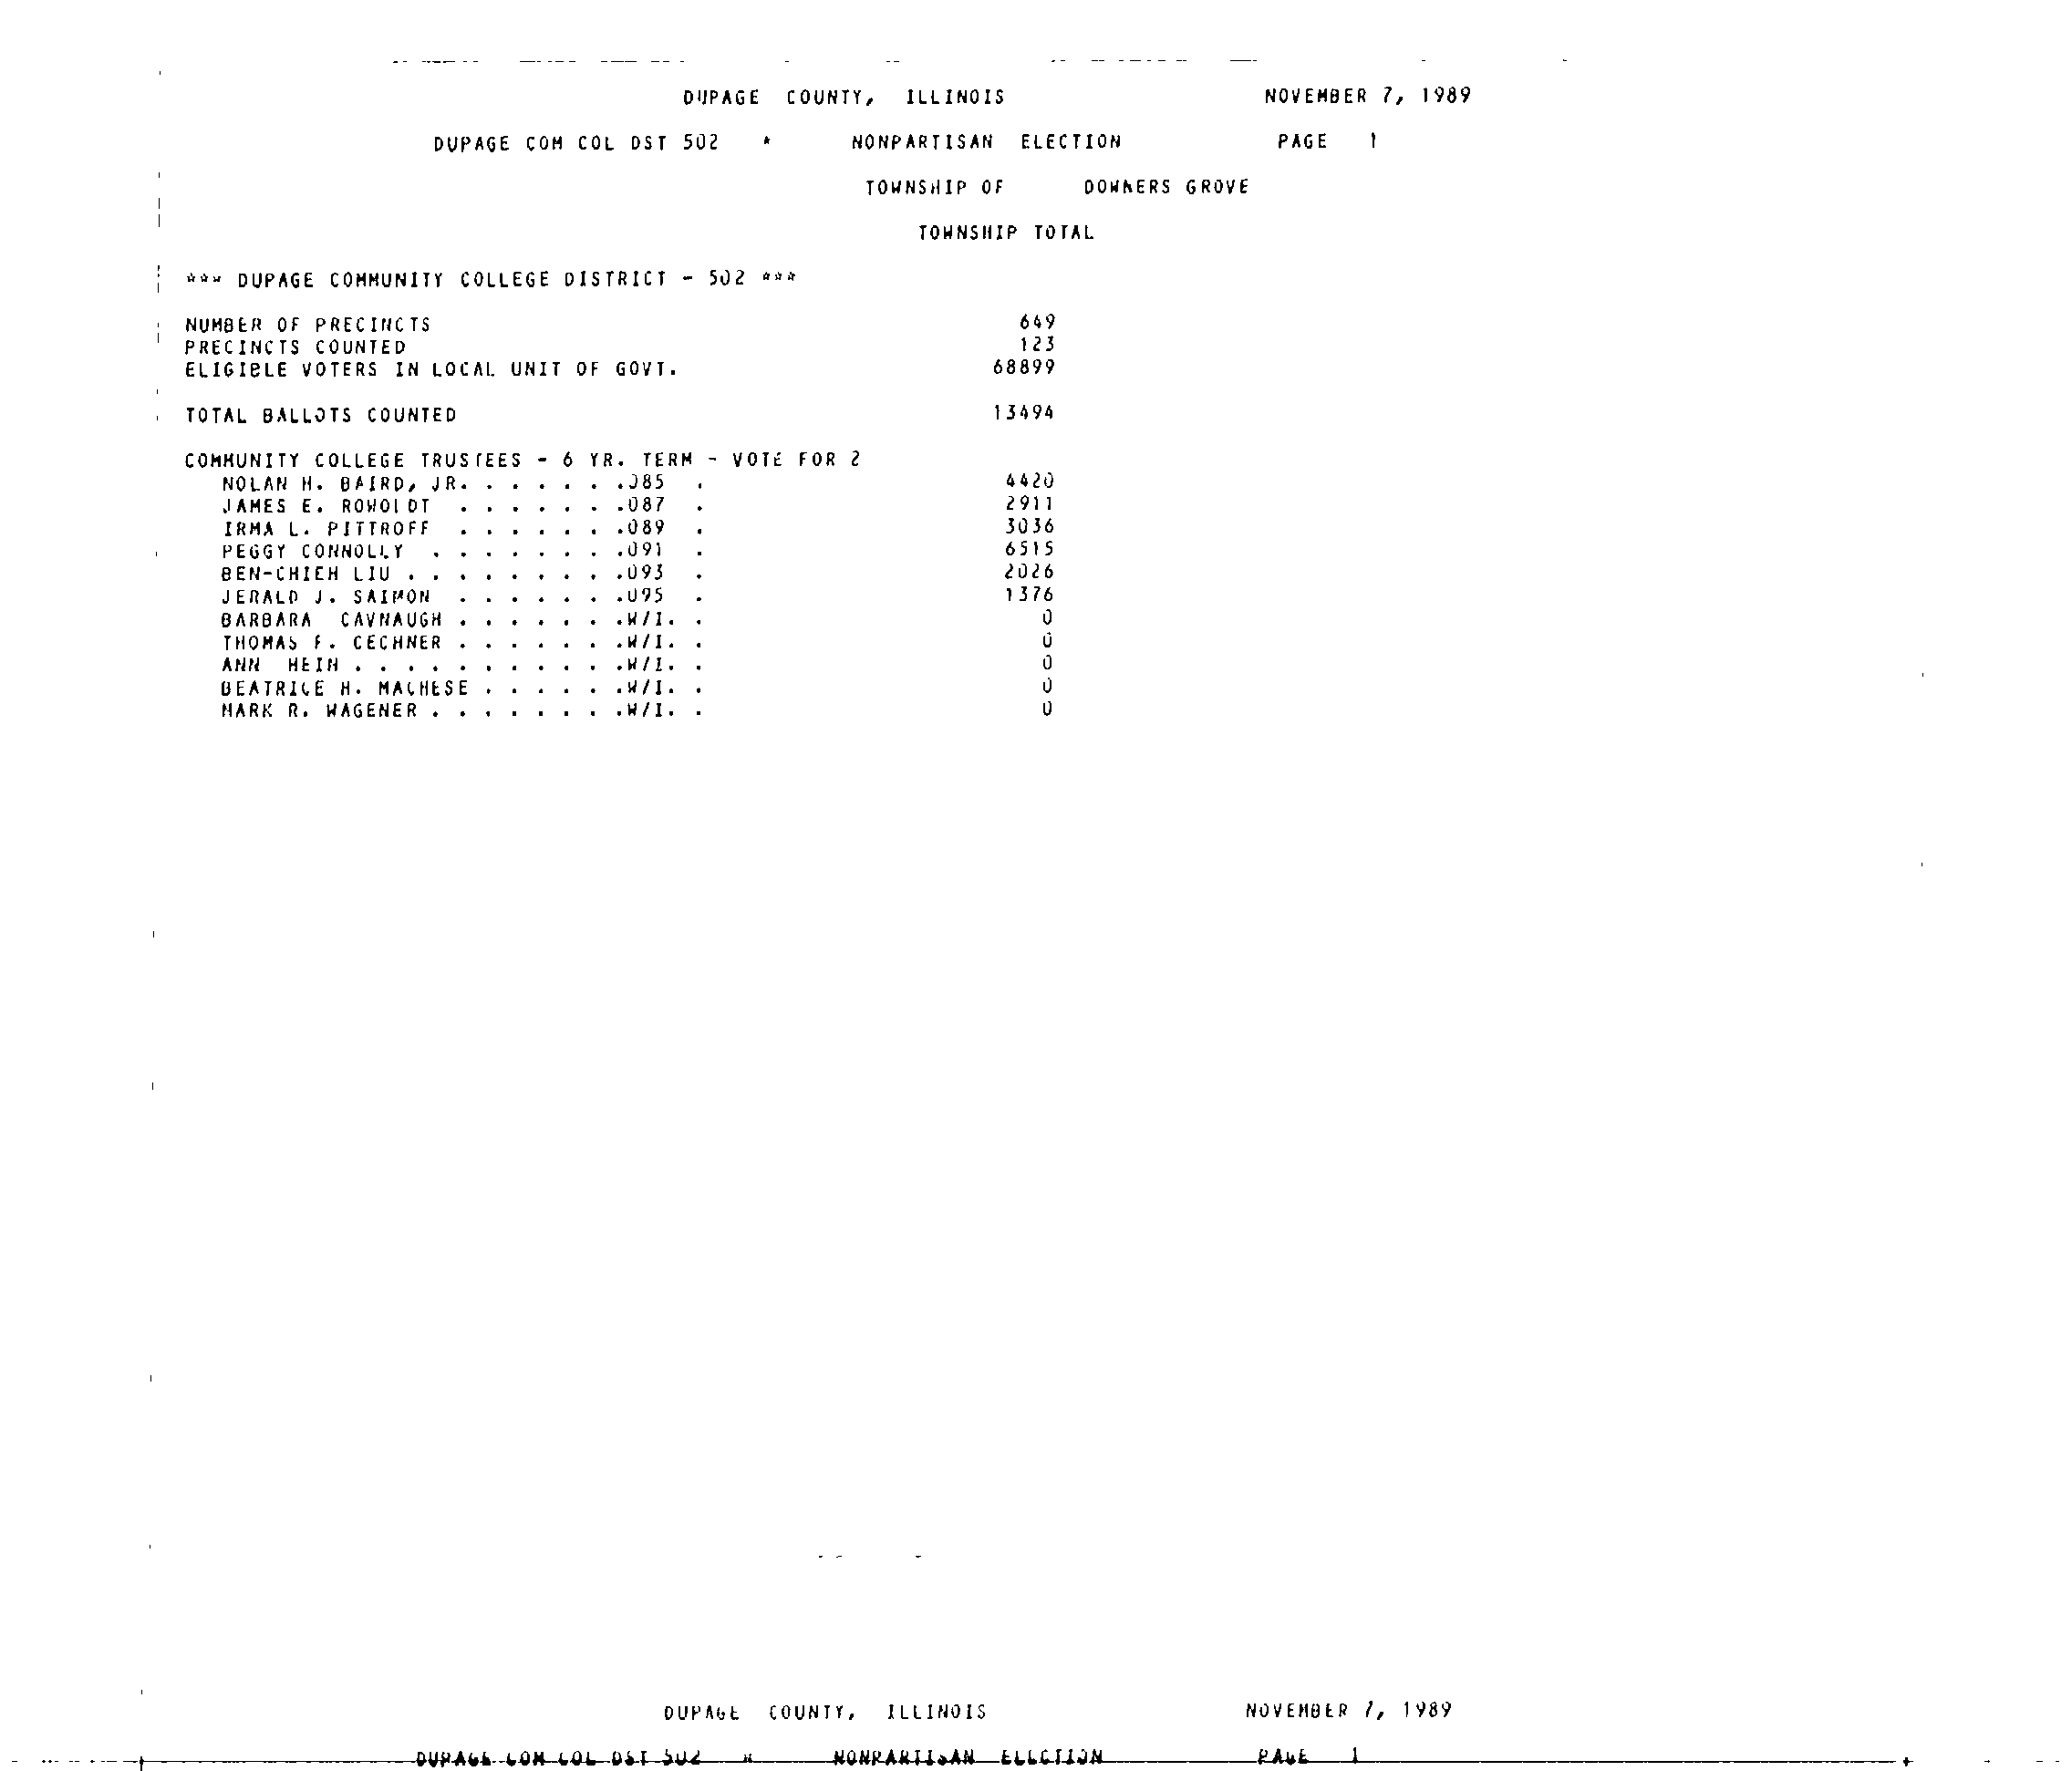 DUPAGE COUNTY, ILLINOIS NOVEMBER 7, 1989
DUPAGE COM COL DST 502 * NONPARTISAN ELECTION PAGE 1
TOWNSHIP OF DOWNERS GROVE
TOWNSHIP TOTAL
*** DUPAGE COMMUNITY COLLEGE DISTRICT - 502 ***
NUMBER OF PRECINCTS 649
PRECINCTS COUNTED 123
ELIGIBLE VOTERS IN LOCAL UNIT OF GOVT. 68899
TOTAL BALLOTS COUNTED 13494
COMMUNITY COLLEGE TRUSTEES - 6 YR. TERM - VOTE FOR 2
NOLAN H. BAIRD, JR. . . . . . .085 . 4420
JAMES E. ROWOLDT . . . . . . .087 . 2911
IRMA L. PITTROFF . . . . . . .089 . 3036
PEGGY CONNOLLY . . . . . . . .091 . 6515
BEN-CHIEH LIU . . . . . . . . .093 . 2026
JERALD J. SAIMON . . . . . . .095 . 1376
BARBARA CAVNAUGH . . . . . . .W/I. . 0
THOMAS F. CECHNER . . . . . . .W/I. . 0
ANN HEIN . . . . . . . . . . .W/I. . 0
BEATRICE H. MACHESE . . . . . .W/I. . 0
MARK R. WAGENER . . . . . . . .W/I. . 0
DUPAGE COUNTY, ILLINOIS NOVEMBER 7, 1989
DUPAGE COM COL DST 502 * NONPARTISAN ELECTION PAGE 1